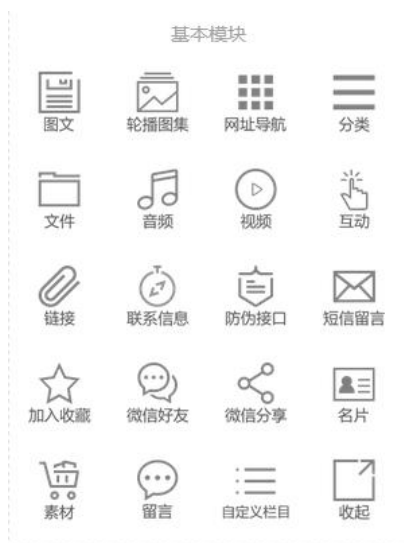 基本模块
图文 轮播图集 网址导航 分类
文件 音频 视频 互动
链接 联系信息 防伪接口 短信留言
加入收藏 微信好友 微信分享 名片
素材 留言 自定义栏目 收起